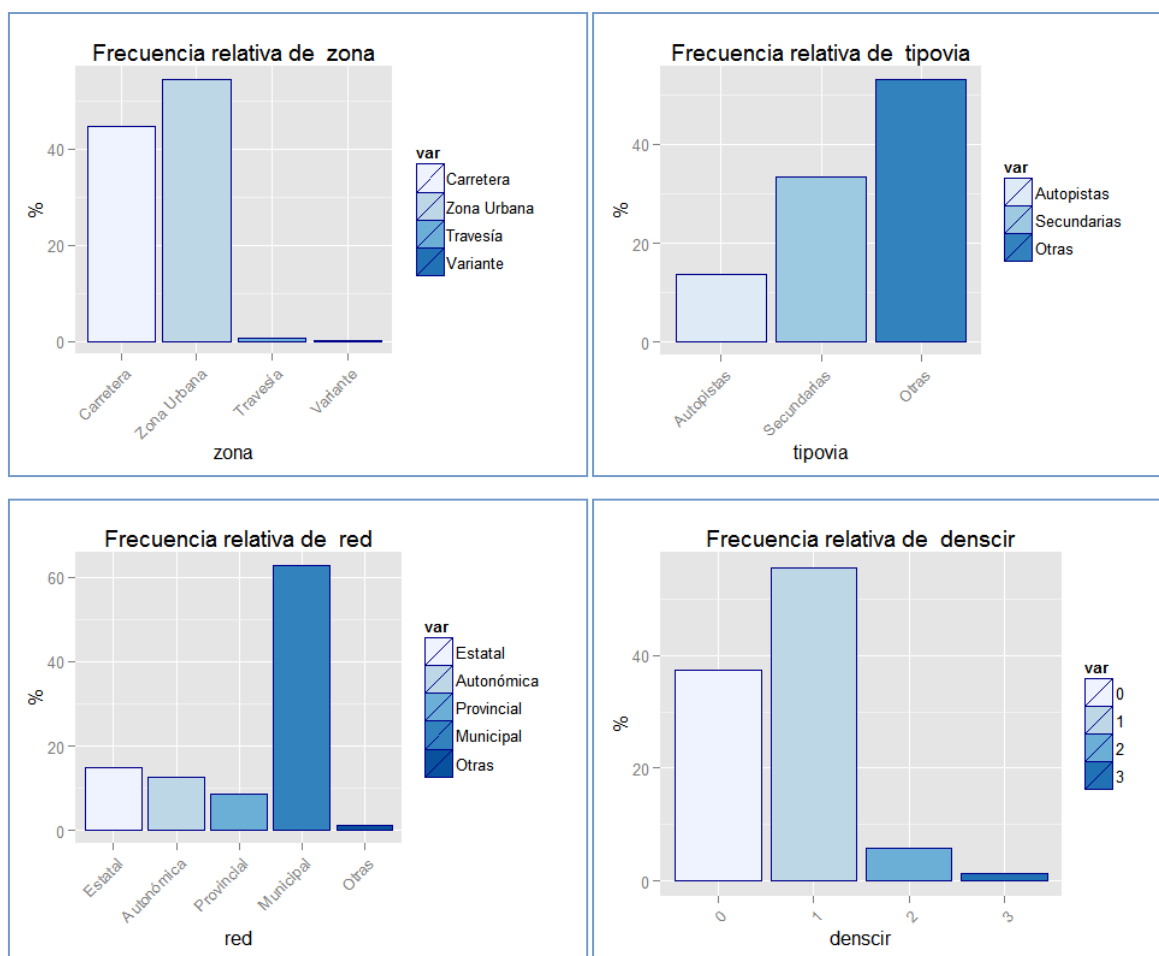 Frecuencia relativa de  zona
%
40
20
0
Carretera
Zona Urbana
Travesía
Variante
zona
var
Carretera
Zona Urbana
Travesía
Variante
Frecuencia relativa de  tipovia
%
40
20
0
Autopistas
Secundarias
Otras
tipovia
var
Autopistas
Secundarias
Otras
Frecuencia relativa de  red
%
60
40
20
0
Estatal
Autonómica
Provincial
Municipal
Otras
red
var
Estatal
Autonómica
Provincial
Municipal
Otras
Frecuencia relativa de  denscir
%
40
20
0
0
1
2
3
denscir
var
0
1
2
3